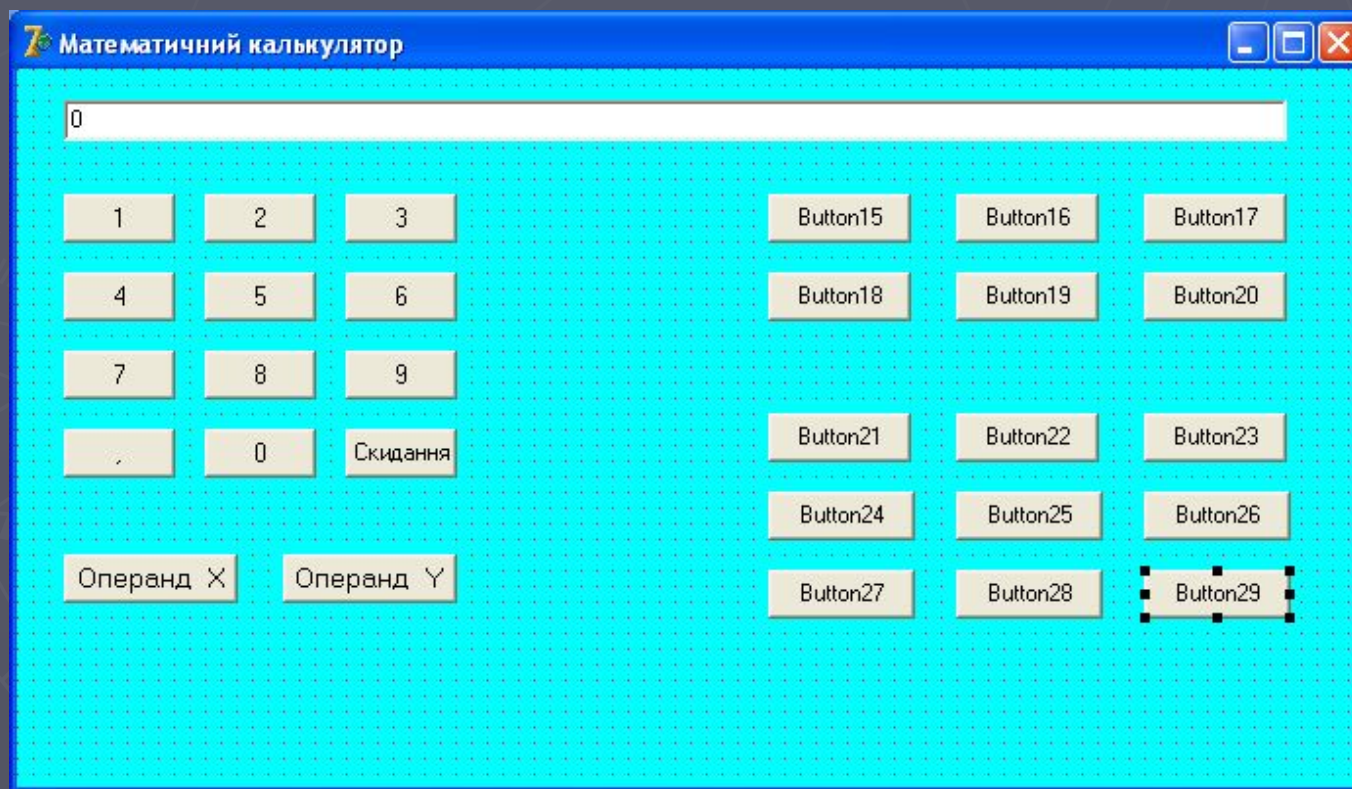 Математичний калькулятор
0
1 2 3 Button15 Button16 Button17
4 5 6 Button18 Button19 Button20
7 8 9
Button21 Button22 Button23
, 0 Скидання
Button24 Button25 Button26
Операнд X Операнд Y Button27 Button28 Button29